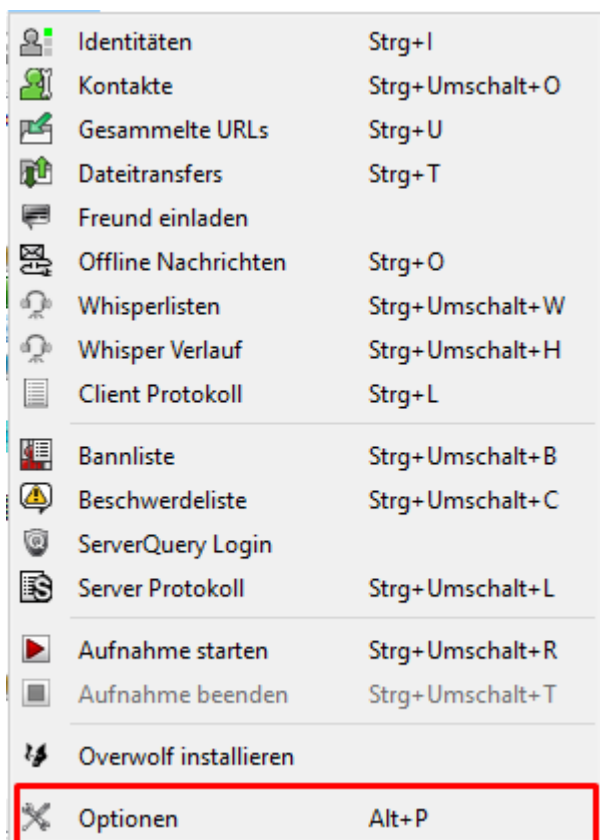 Identitäten Strg+I
Kontakte Strg+Umschalt+O
Gesammelte URLs Strg+U
Dateitransfers Strg+T
Freund einladen
Offline Nachrichten Strg+O
Whisperlisten Strg+Umschalt+W
Whisper Verlauf Strg+Umschalt+H
Client Protokoll Strg+L
Bannliste Strg+Umschalt+B
Beschwerdeliste Strg+Umschalt+C
ServerQuery Login
Server Protokoll Strg+Umschalt+L
Aufnahme starten Strg+Umschalt+R
Aufnahme beenden Strg+Umschalt+T
Overwolf installieren
Optionen Alt+P